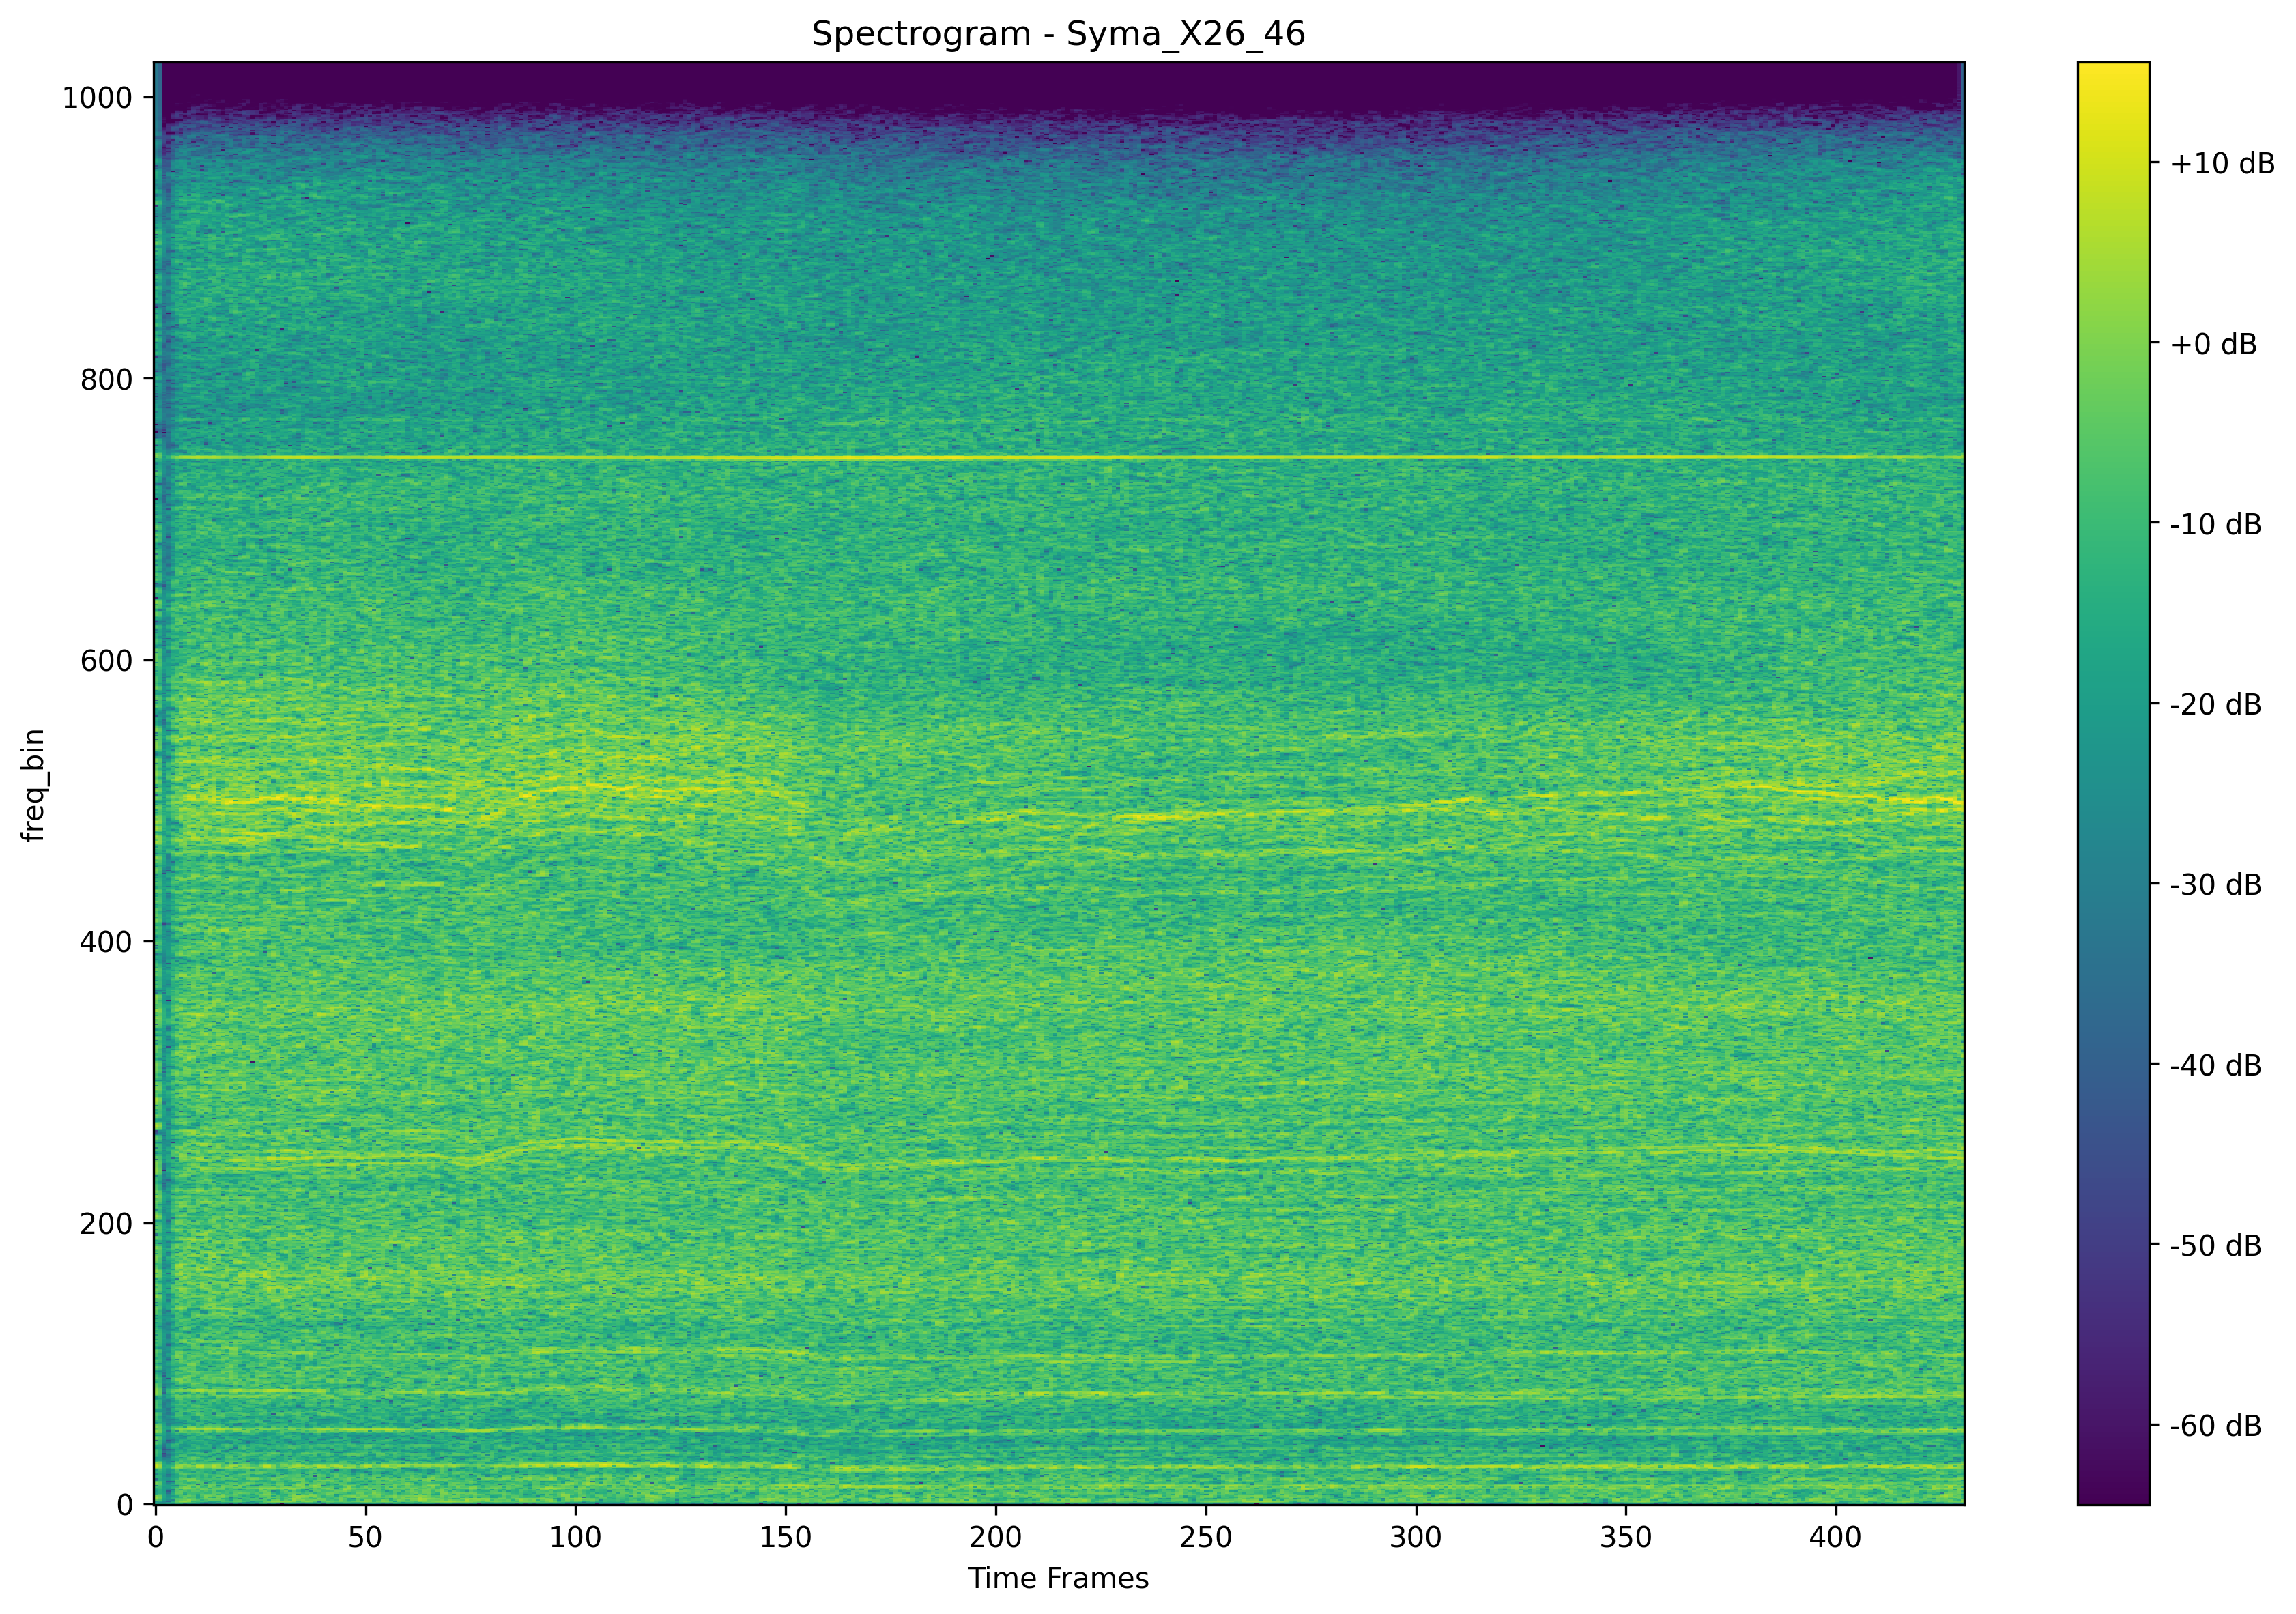 Spectrogram - Syma_X26_46
1000
800
600
400
200
0
freq_bin
0 50 100 150 200 250 300 350 400
Time Frames
+10 dB
+0 dB
-10 dB
-20 dB
-30 dB
-40 dB
-50 dB
-60 dB